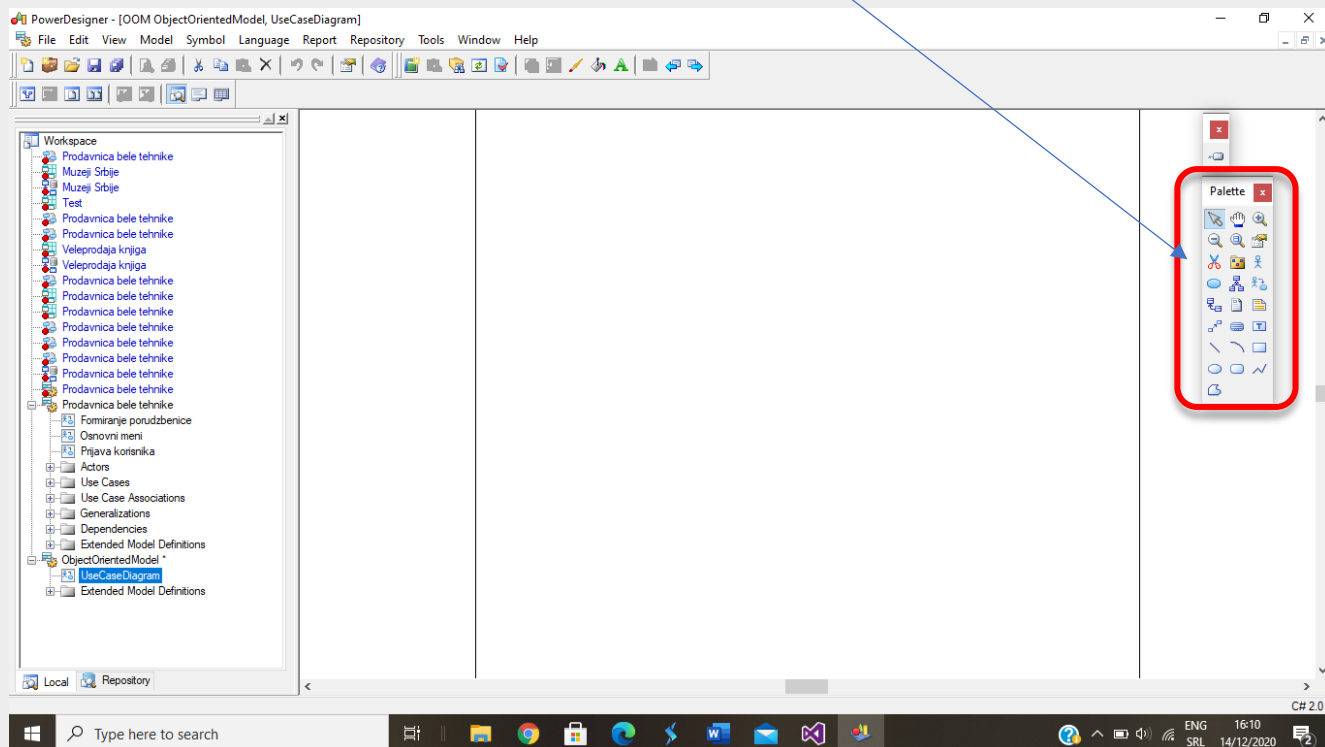 PowerDesigner - [OOM ObjectOrientedModel, UseCaseDiagram]
File Edit View Model Symbol Language Report Repository Tools Window Help
Workspace
Prodavnica bele tehnike
Muzeji Srbije
Muzeji Srbije
Test
Prodavnica bele tehnike
Prodavnica bele tehnike
Veleprodaja knjiga
Veleprodaja knjiga
Prodavnica bele tehnike
Prodavnica bele tehnike
Prodavnica bele tehnike
Prodavnica bele tehnike
Prodavnica bele tehnike
Prodavnica bele tehnike
Prodavnica bele tehnike
Prodavnica bele tehnike
Prodavnica bele tehnike
Formiranje porudzbenice
Osnovni meni
Prijava korisnika
Actors
Use Cases
Use Case Associations
Generalizations
Dependencies
Extended Model Definitions
ObjectOrientedModel *
UseCaseDiagram
Extended Model Definitions
Local Repository
Palette
C# 2.0
Type here to search
ENG 16:10
SRL 14/12/2020